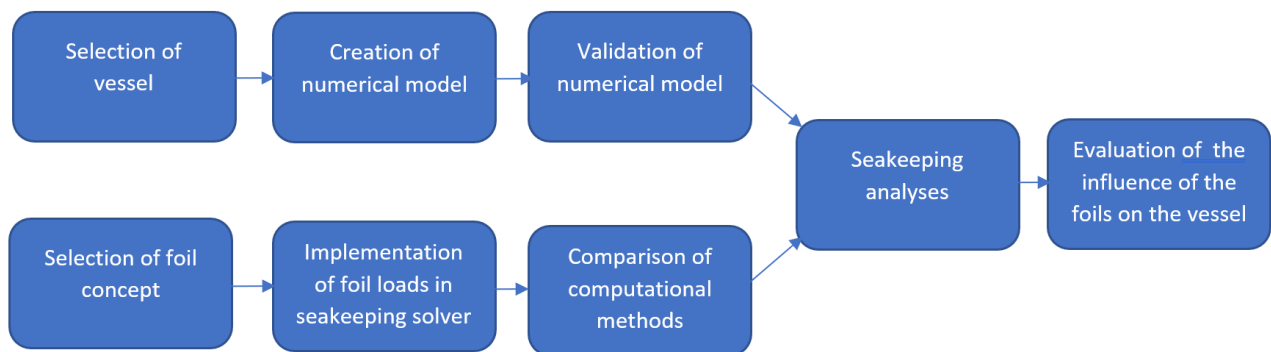 Selection of
vessel
Creation of
numerical model
Validation of
numerical model
Seakeeping
analyses
Evaluation of the
influence of the
foils on the vessel
Selection of foil
concept
Implementation
of foil loads in
seakeeping solver
Comparison of
computational
methods